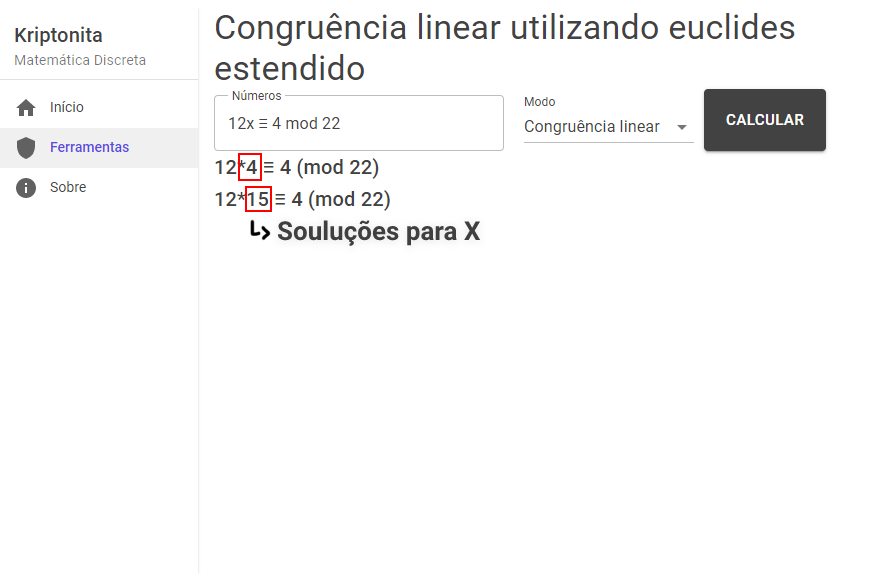 Kriptonita
Matemática Discreta
Início
Ferramentas
Sobre
Congruência linear utilizando euclides
estendido
Números
12x ≡ 4 mod 22
Modo
Congruência linear
CALCULAR
12*4 ≡ 4 (mod 22)
12*15 ≡ 4 (mod 22)
Souluções para X